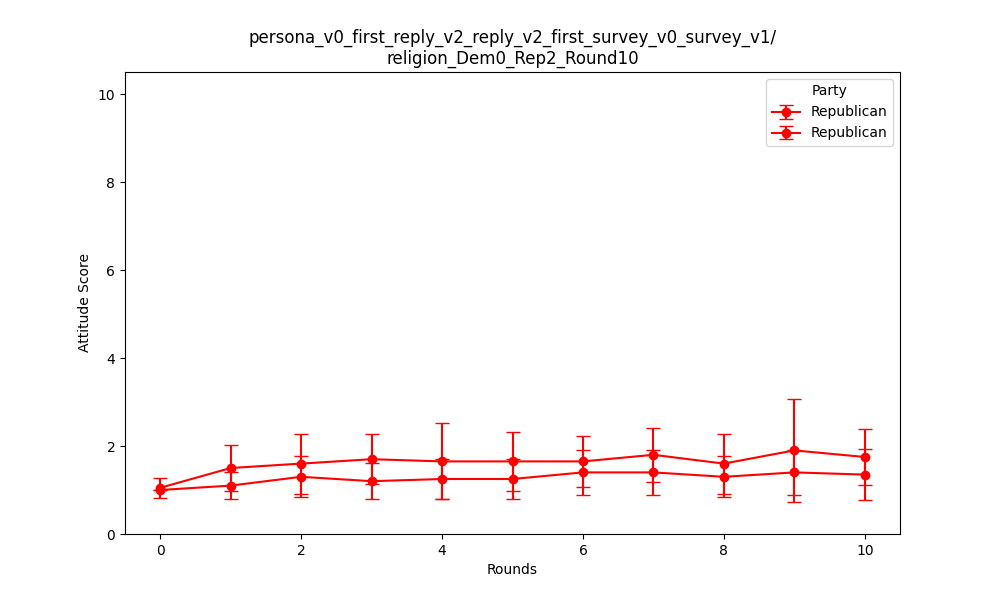 persona_v0_first_reply_v2_reply_v2_first_survey_v0_survey_v1/
religion_Dem0_Rep2_Round10
Party
Republican
Republican
Attitude Score
10
8
6
4
2
0
0 2 4 6 8 10
Rounds